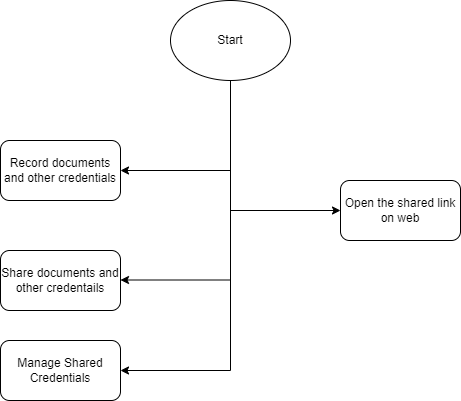 Start
Record documents
and other credentials
Open the shared link
on web
Share documents and
other credentails
Manage Shared
Credentials